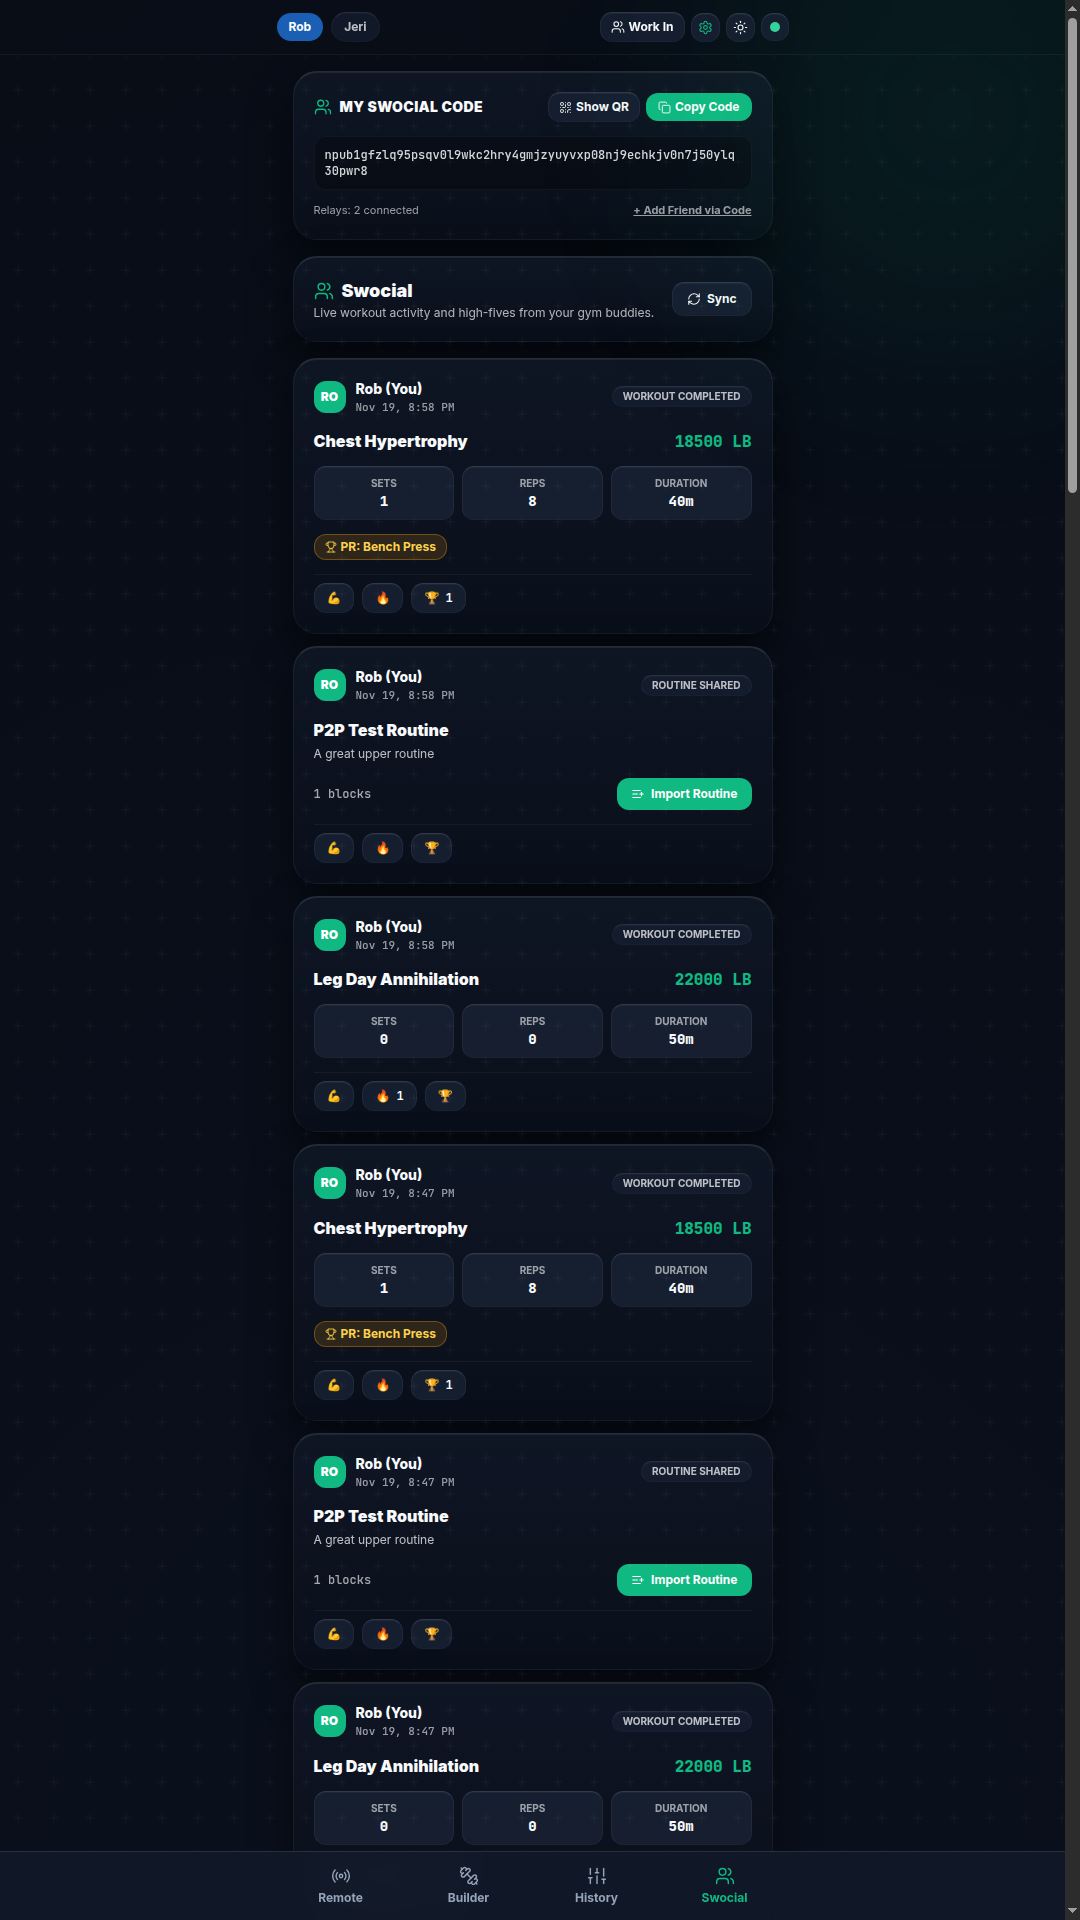 Rob
Jeri
Work In
MY SWOCIAL CODE
Show QR
Copy Code
npub1gfzlq95psqv0l9wkc2hry4gmjzyuyvxp08nj9echkjv0n7j50ylq
30pwr8
Relays: 2 connected
+ Add Friend via Code
Swocial
Live workout activity and high-fives from your gym buddies.
Sync
RO
Rob (You)
Nov 19, 8:58 PM
WORKOUT COMPLETED
Chest Hypertrophy
18500 LB
SETS
1
REPS
8
DURATION
40m
PR: Bench Press
1
RO
Rob (You)
Nov 19, 8:58 PM
ROUTINE SHARED
P2P Test Routine
A great upper routine
1 blocks
Import Routine
RO
Rob (You)
Nov 19, 8:58 PM
WORKOUT COMPLETED
Leg Day Annihilation
22000 LB
SETS
0
REPS
0
DURATION
50m
1
RO
Rob (You)
Nov 19, 8:47 PM
WORKOUT COMPLETED
Chest Hypertrophy
18500 LB
SETS
1
REPS
8
DURATION
40m
PR: Bench Press
1
RO
Rob (You)
Nov 19, 8:47 PM
ROUTINE SHARED
P2P Test Routine
A great upper routine
1 blocks
Import Routine
RO
Rob (You)
Nov 19, 8:47 PM
WORKOUT COMPLETED
Leg Day Annihilation
22000 LB
SETS
0
REPS
0
DURATION
50m
Remote
Builder
History
Swocial